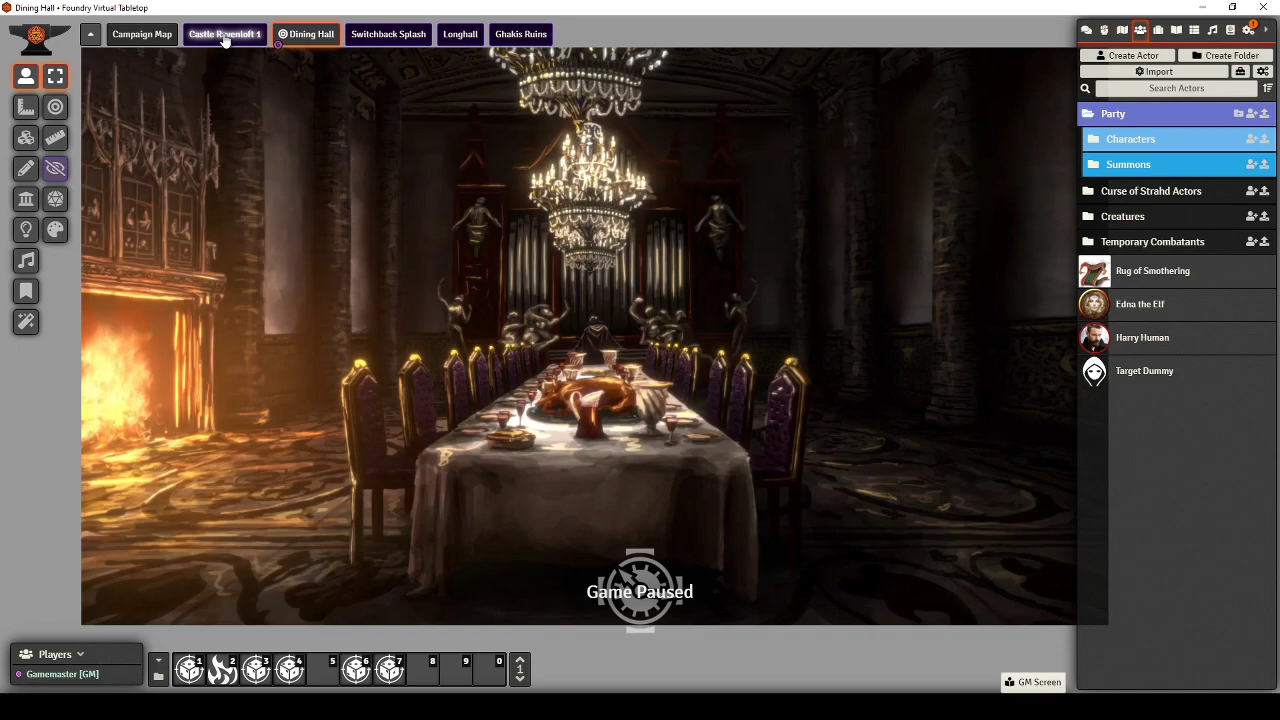 Dining Hall • Foundry Virtual Tabletop
Campaign Map
Castle Ravenloft 1
Dining Hall
Switchback Splash
Longhall
Ghakis Ruins
G
Create Actor
Create Folder
Import
Search Actors
Party
Characters
Summons
Curse of Strahd Actors
Creatures
Temporary Combatants
Rug of Smothering
Edna the Elf
Harry Human
Target Dummy
Game Paused
Players
Gamemaster [GM]
1 2 3 4 5 6 7 8 9 0
1
GM Screen